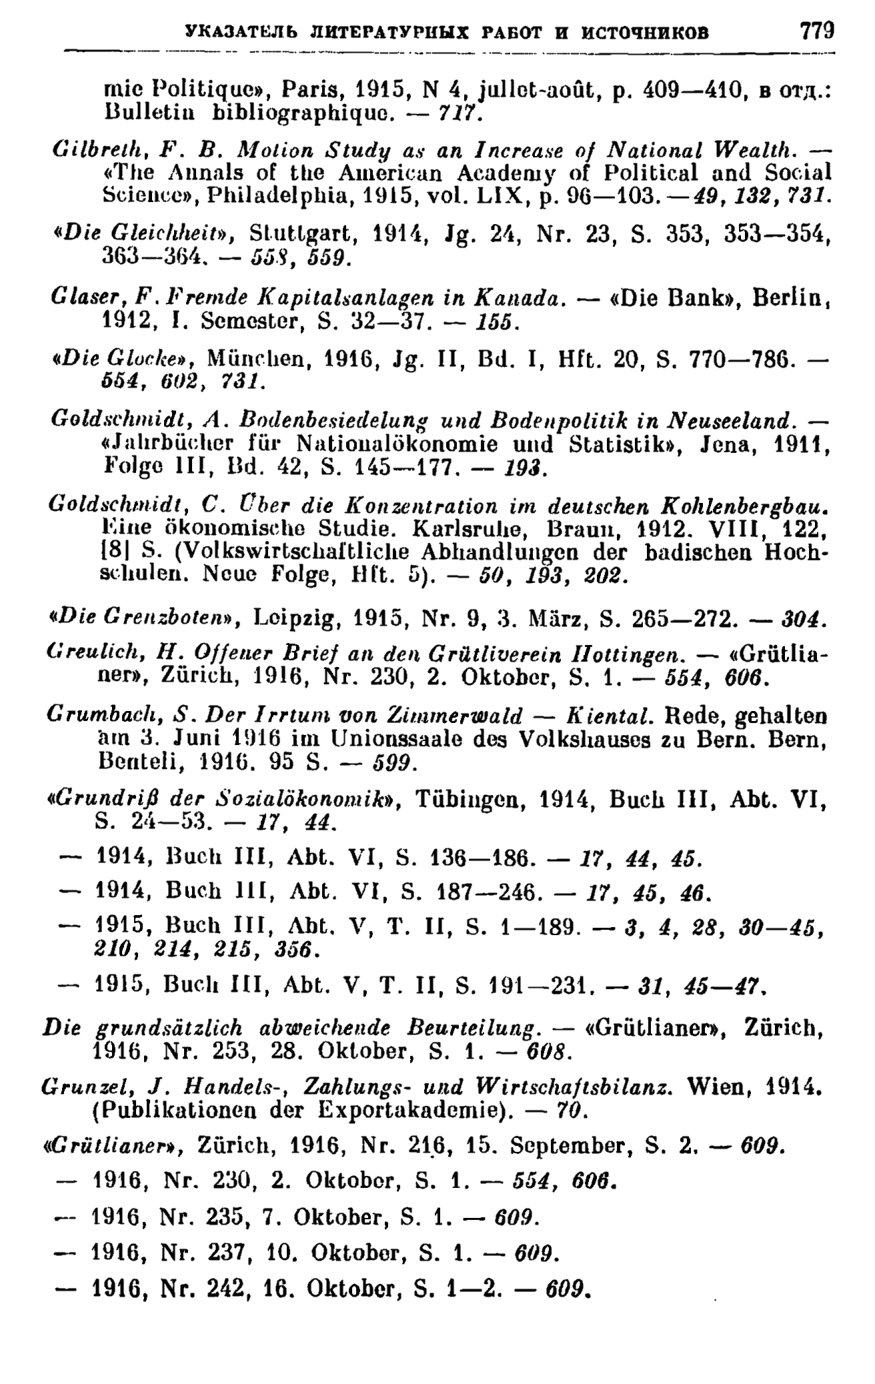 УКАЗАТЕЛЬ ЛИТЕРАТУРНЫХ РАБОТ И ИСТОЧНИКОВ 779
mie Politique», Paris, 1915, N 4, jullet-août, p. 409—410, в отд.:
Bulletin bibliographique. — 717.
Gilbreth, F. B. Motion Study as an Increase of National Wealth. —
«The Annals of the American Academy of Political and Social
Science», Philadelphia, 1915, vol. LIX, p. 96—103. — 49, 132, 731.
«Die Gleichheit», Stuttgart, 1914, Jg. 24, Nr. 23, S. 353, 353—354,
363—364. — 558, 559.
Glaser, F. Fremde Kapitalsanlagen in Kanada. — «Die Bank», Berlin,
1912, I. Semester, S. 32—37. — 155.
«Die Glocke», München, 1916, Jg. II, Bd. I, Hft. 20, S. 770—786. —
554, 602, 731.
Goldschmidt, A. Bodenbesiedelung und Bodenpolitik in Neuseeland. —
«Jahrbücher für Nationalökonomie und Statistik», Jena, 1911,
Folge III, Bd. 42, S. 145—177. — 193.
Goldschmidt, C. Über die Konzentration im deutschen Kohlenbergbau.
Eine ökonomische Studie. Karlsruhe, Braun, 1912. VIII, 122,
[8] S. (Volkswirtschaftliche Abhandlungen der badischen Hoch-
schulen. Neue Folge, Hft. 5). — 50, 193, 202.
«Die Grenzboten», Leipzig, 1915, Nr. 9, 3. März, S. 265—272. — 304.
Greulich, H. Offener Brief an den Grütliverein Hottingen. — «Grütlia-
ner», Zürich, 1916, Nr. 230, 2. Oktober, S. 1. — 554, 606.
Grumbach, S. Der Irrtum von Zimmerwald — Kiental. Rede, gehalten
am 3. Juni 1916 im Unionssaale des Volkshauses zu Bern. Bern,
Benteli, 1916. 95 S. — 599.
«Grundriß der Sozialökonomik», Tübingen, 1914, Buch III, Abt. VI,
S. 24—53. — 17, 44.
— 1914, Buch III, Abt. VI, S. 136—186. — 17, 44, 45.
— 1914, Buch III, Abt. VI, S. 187—246. — 17, 45, 46.
— 1915, Buch III, Abt. V, T. II, S. 1—189. — 3, 4, 28, 30—45,
210, 214, 215, 356.
— 1915, Buch III, Abt. V, T. II, S. 191—231. — 31, 45—47.
Die grundsätzlich abweichende Beurteilung. — «Grütlianer», Zürich,
1916, Nr. 253, 28. Oktober, S. 1. — 608.
Grunzel, J. Handels-, Zahlungs- und Wirtschaftsbilanz. Wien, 1914.
(Publikationen der Exportakademie). — 70.
«Grütlianer», Zürich, 1916, Nr. 216, 15. September, S. 2. — 609.
— 1916, Nr. 230, 2. Oktober, S. 1. — 554, 606.
— 1916, Nr. 235, 7. Oktober, S. 1. — 609.
— 1916, Nr. 237, 10. Oktober, S. 1. — 609.
— 1916, Nr. 242, 16. Oktober, S. 1—2. — 609.